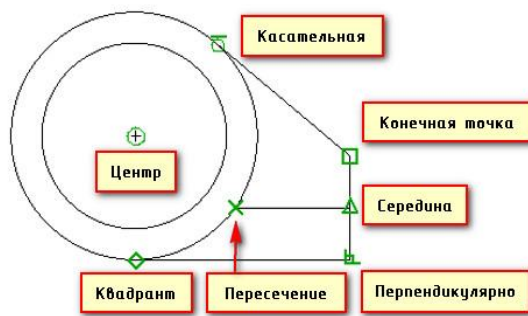 Касательная
Конечная точка
Центр
Середина
Квадрант
Пересечение
Перпендикулярно